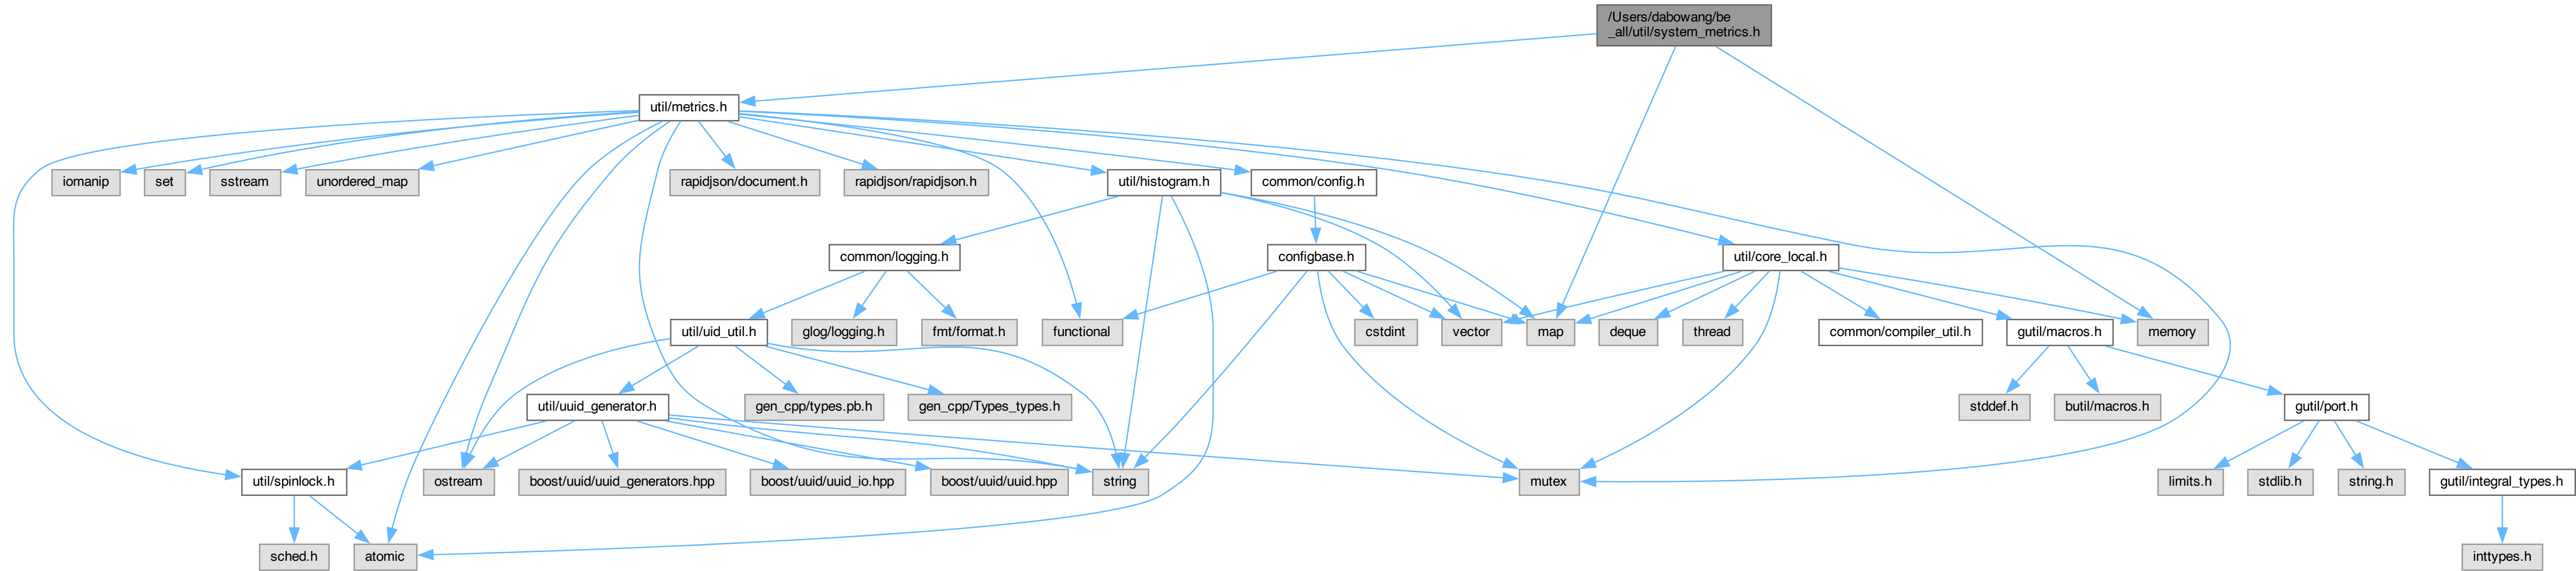 /Users/dabowang/be
_all/util/system_metrics.h
util/metrics.h
iomanip
set
sstream
unordered_map
rapidjson/document.h
rapidjson/rapidjson.h
util/histogram.h
common/config.h
common/logging.h
configbase.h
util/core_local.h
util/uid_util.h
glog/logging.h
fmt/format.h
functional
cstdint
vector
map
deque
thread
common/compiler_util.h
gutil/macros.h
memory
util/uuid_generator.h
gen_cpp/types.pb.h
gen_cpp/Types_types.h
stddef.h
butil/macros.h
gutil/port.h
util/spinlock.h
ostream
boost/uuid/uuid_generators.hpp
boost/uuid/uuid_io.hpp
boost/uuid/uuid.hpp
string
mutex
limits.h
stdlib.h
string.h
gutil/integral_types.h
sched.h
atomic
inttypes.h